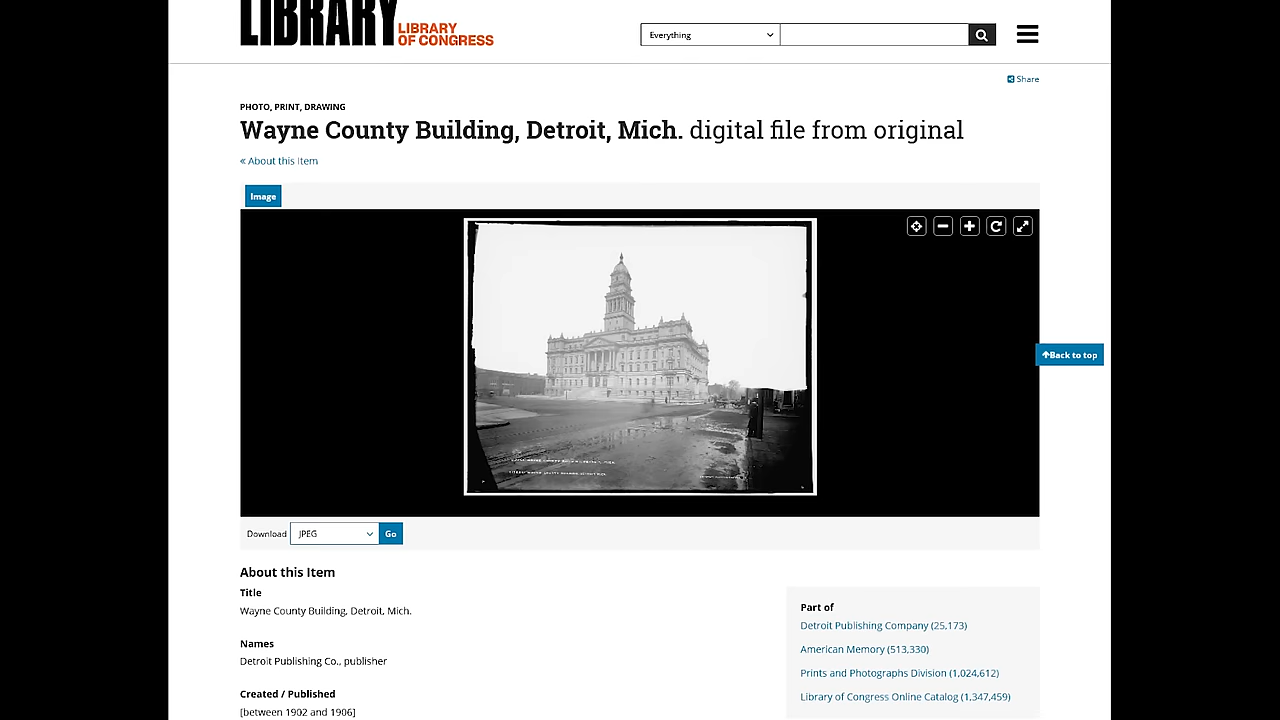 LIBRARY
LIBRARY
OF CONGRESS
Everything
Share
PHOTO, PRINT, DRAWING
Wayne County Building, Detroit, Mich. digital file from original
« About this Item
Image
Back to top
Download JPEG Go
About this Item
Title
Wayne County Building, Detroit, Mich.
Names
Detroit Publishing Co., publisher
Created / Published
[between 1902 and 1906]
Part of
Detroit Publishing Company (25,173)
American Memory (513,330)
Prints and Photographs Division (1,024,612)
Library of Congress Online Catalog (1,347,459)